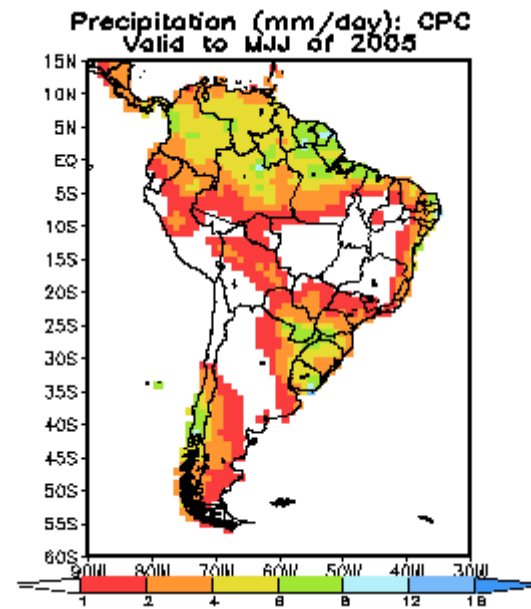 Precipitation (mm/day): CPC
Valid to MJJ of 2005
15N
10N
5N
EQ
5S
10S
15S
20S
25S
30S
35S
40S
45S
50S
55S
60S
90W 80W 70W 60W 50W 40W 30W
1 2 4 6 8 12 18